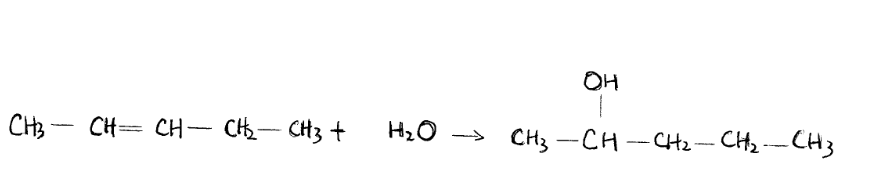 OH
CH3 — CH = CH — CH2 — CH3 + H2O → CH3 — CH — CH2 — CH2 — CH3